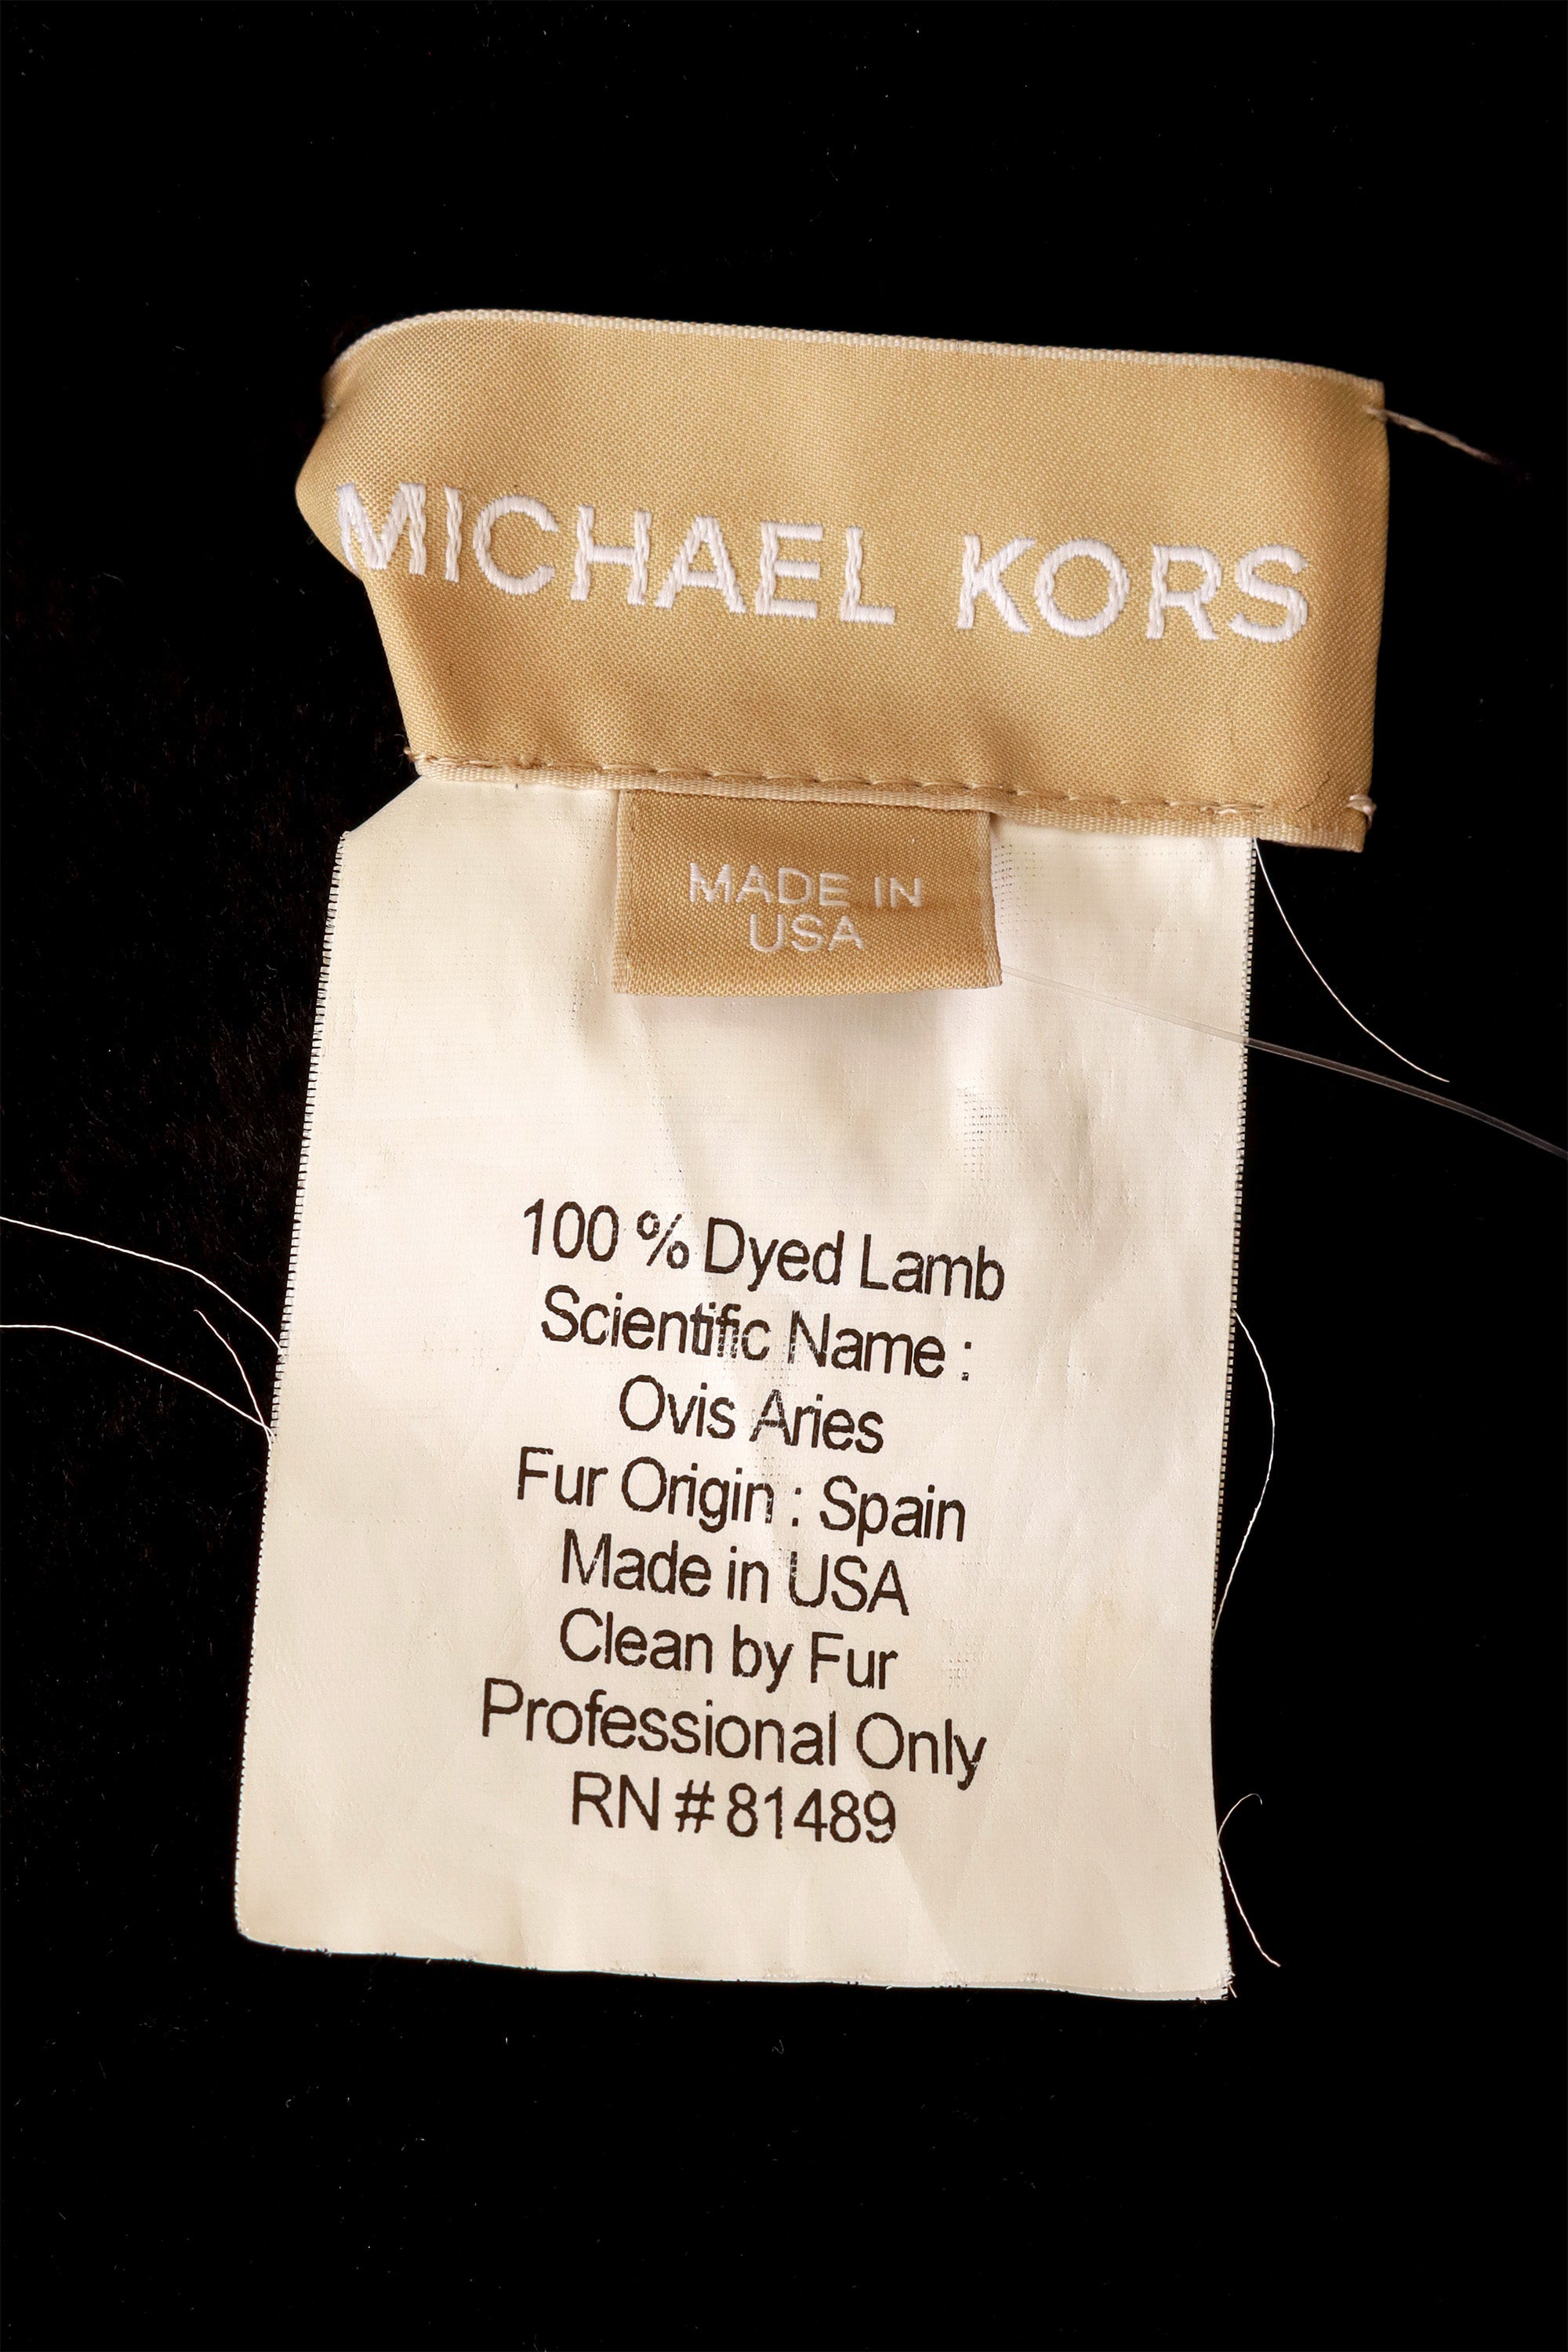 MICHAEL KORS
MADE IN
USA
100 % Dyed Lamb
Scientific Name :
Ovis Aries
Fur Origin : Spain
Made in USA
Clean by Fur
Professional Only
RN # 81489